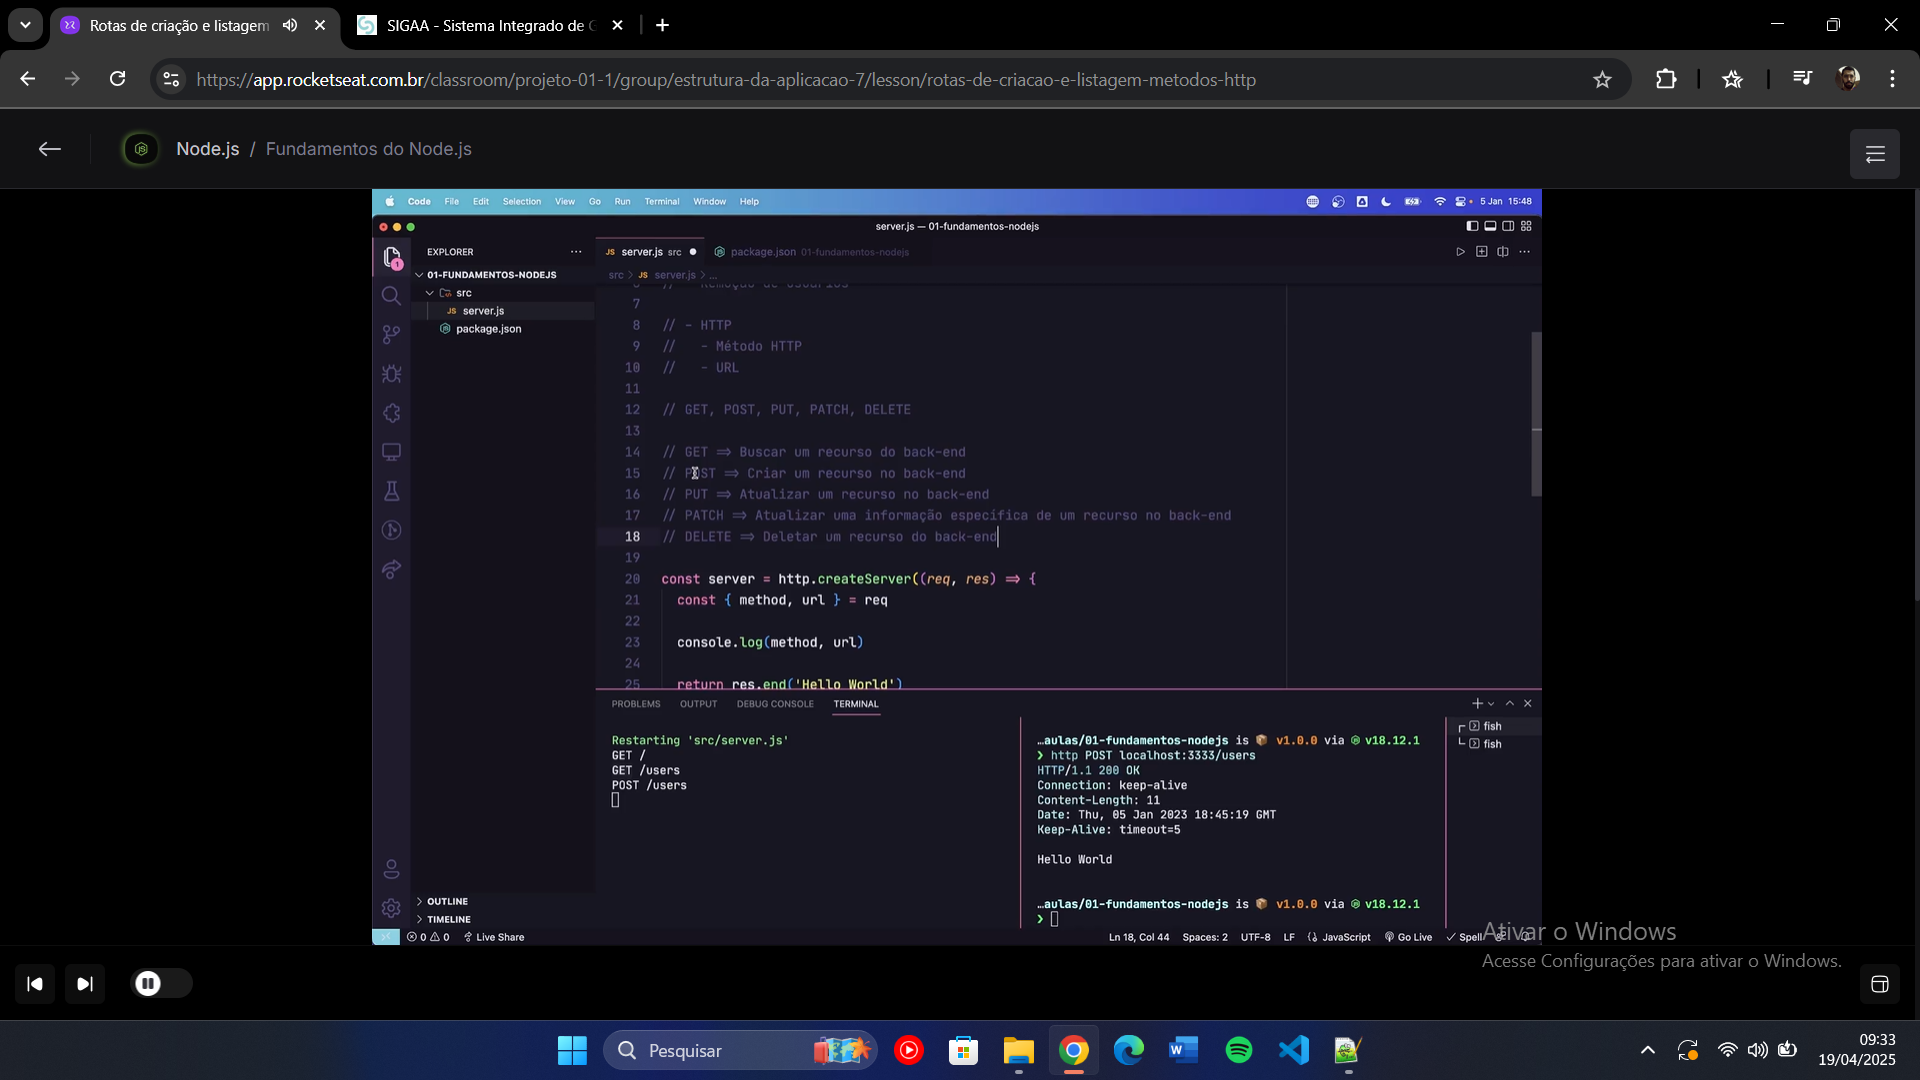 Rotas de criação e listagem
SIGAA - Sistema Integrado de G
https://app.rocketseat.com.br/classroom/projeto-01-1/group/estrutura-da-aplicacao-7/lesson/rotas-de-criacao-e-listagem-metodos-http
Node.js / Fundamentos do Node.js
Code File Edit Selection View Go Run Terminal Window Help
5 Jan 15:48
server.js — 01-fundamentos-nodejs
EXPLORER
JS server.js src
package.json 01-fundamentos-nodejs
01-FUNDAMENTOS-NODEJS
src > JS server.js > ...
src
JS server.js
package.json
6 // - Remoção de usuários
7
8 // - HTTP
9 //   - Método HTTP
10 //   - URL
11
12 // GET, POST, PUT, PATCH, DELETE
13
14 // GET => Buscar um recurso do back-end
15 // POST => Criar um recurso no back-end
16 // PUT => Atualizar um recurso no back-end
17 // PATCH => Atualizar uma informação específica de um recurso no back-end
18 // DELETE => Deletar um recurso do back-end
19
20 const server = http.createServer((req, res) => {
21   const { method, url } = req
22
23   console.log(method, url)
24
25   return res.end('Hello World')
PROBLEMS OUTPUT DEBUG CONSOLE TERMINAL
Restarting 'src/server.js'
GET /
GET /users
POST /users
…aulas/01-fundamentos-nodejs is 📦 v1.0.0 via v18.12.1
❯ http POST localhost:3333/users
HTTP/1.1 200 OK
Connection: keep-alive
Content-Length: 11
Date: Thu, 05 Jan 2023 18:45:19 GMT
Keep-Alive: timeout=5
Hello World
…aulas/01-fundamentos-nodejs is 📦 v1.0.0 via v18.12.1
❯
fish
fish
OUTLINE
TIMELINE
0 0 Live Share
Ln 18, Col 44 Spaces: 2 UTF-8 LF {} JavaScript Go Live Spell
Ativar o Windows
Acesse Configurações para ativar o Windows.
Pesquisar
09:33
19/04/2025